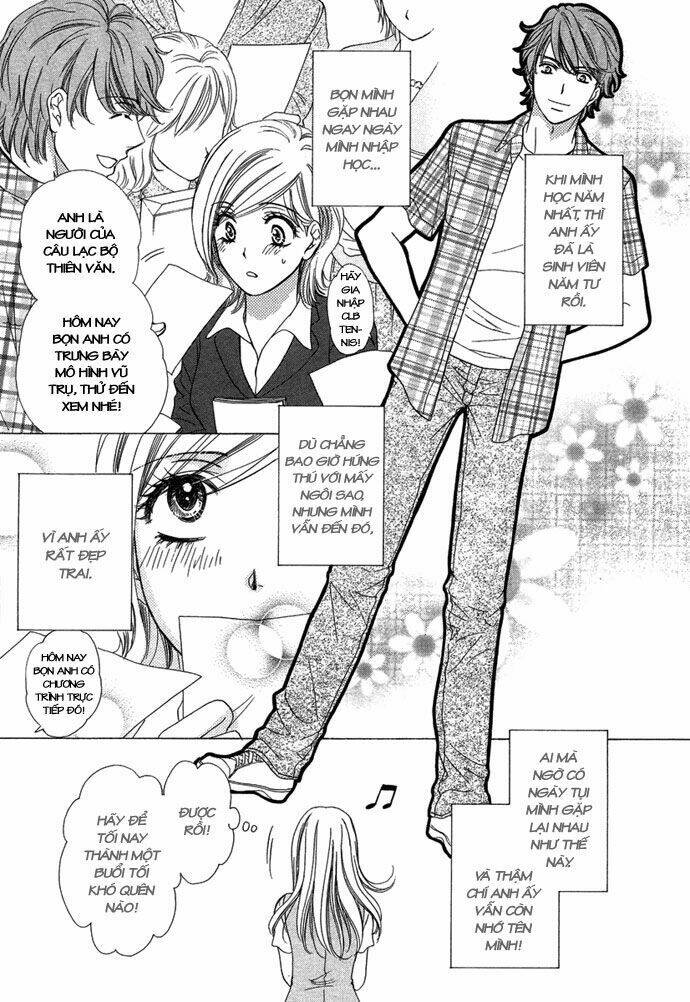 BỌN MÌNH
GẶP NHAU
NGAY NGÀY
MÌNH NHẬP
HỌC...
KHI MÌNH
HỌC NĂM
NHẤT, THÌ
ANH ẤY
ĐÃ LÀ
SINH VIÊN
NĂM TƯ
RỒI.
ANH LÀ
NGƯỜI CỦA
CÂU LẠC BỘ
THIÊN VĂN.
HÔM NAY
BỌN ANH CÓ
TRƯNG BÀY
MÔ HÌNH VŨ
TRỤ, THỬ ĐẾN
XEM NHÉ!
HÃY
GIA
NHẬP
CLB
TEN-
NIS!
DÙ CHẲNG
BAO GIỜ HỨNG
THÚ VỚI MẤY
NGÔI SAO,
NHƯNG MÌNH
VẪN ĐẾN ĐÓ,
VÌ ANH ẤY
RẤT ĐẸP
TRAI.
HÔM NAY
BỌN ANH CÓ
CHƯƠNG
TRÌNH TRỰC
TIẾP ĐÓ!
AI MÀ
NGỜ CÓ
NGÀY TỤI
MÌNH GẶP
LẠI NHAU
NHƯ THẾ
NÀY.
VÀ THẬM
CHÍ ANH ẤY
VẪN CÒN
NHỚ TÊN
MÌNH!
ĐƯỢC
RỒI!
HÃY ĐỂ
TỐI NAY
THÀNH MỘT
BUỔI TỐI
KHÓ QUÊN
NÀO!